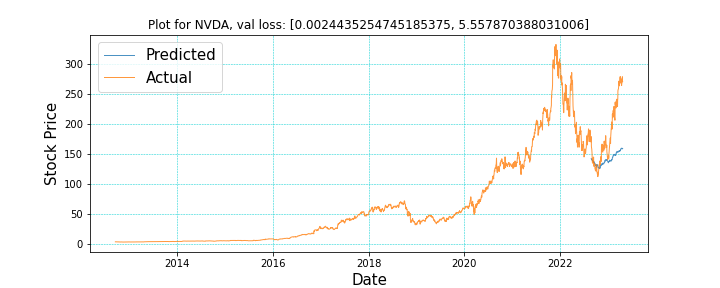 Plot for NVDA, val loss: [0.0024435254745185375, 5.557870388031006]
Predicted
Actual
300
250
200
150
100
50
0
Stock Price
2014 2016 2018 2020 2022
Date